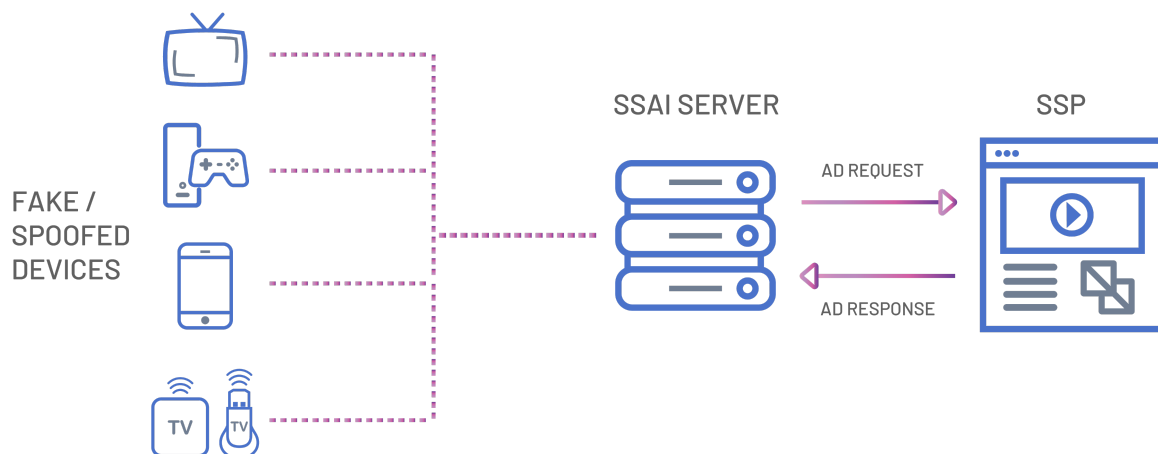 FAKE /
SPOOFED
DEVICES
TV
TV
SSAI SERVER
AD REQUEST
AD RESPONSE
SSP